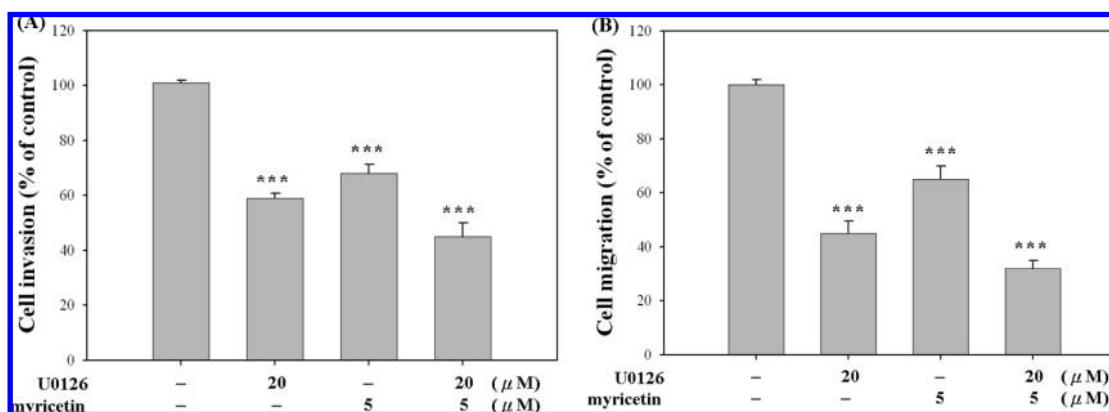 (A)
120
100
80
60
40
20
0
Cell invasion (% of control)
***
***
***
U0126 – 20 – 20 (μM)
myricetin – – 5 5 (μM)
(B)
120
100
80
60
40
20
0
Cell migration (% of control)
***
***
***
U0126 – 20 – 20 (μM)
myricetin – – 5 5 (μM)